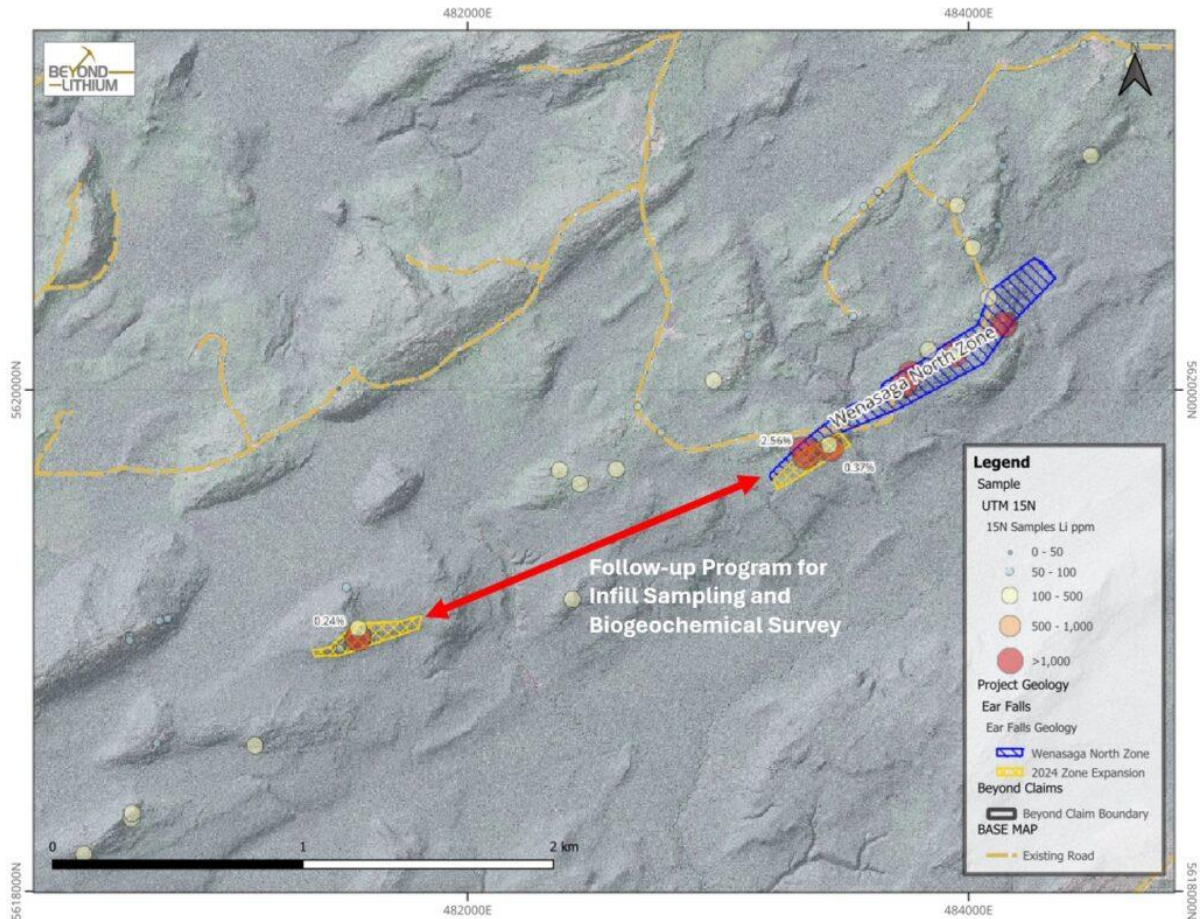 482000E
484000E
BEYOND
LITHIUM
N
5620000N
5620000N
Wenasaga North Zone
2.56%
0.37%
Follow-up Program for
Infill Sampling and
Biogeochemical Survey
0.24%
Legend
Sample
UTM 15N
15N Samples Li ppm
0 - 50
50 - 100
100 - 500
500 - 1,000
>1,000
Project Geology
Ear Falls
Ear Falls Geology
Wenasaga North Zone
2024 Zone Expansion
Beyond Claims
Beyond Claim Boundary
BASE MAP
Existing Road
0 1 2 km
5618000N
5618000N
482000E
484000E